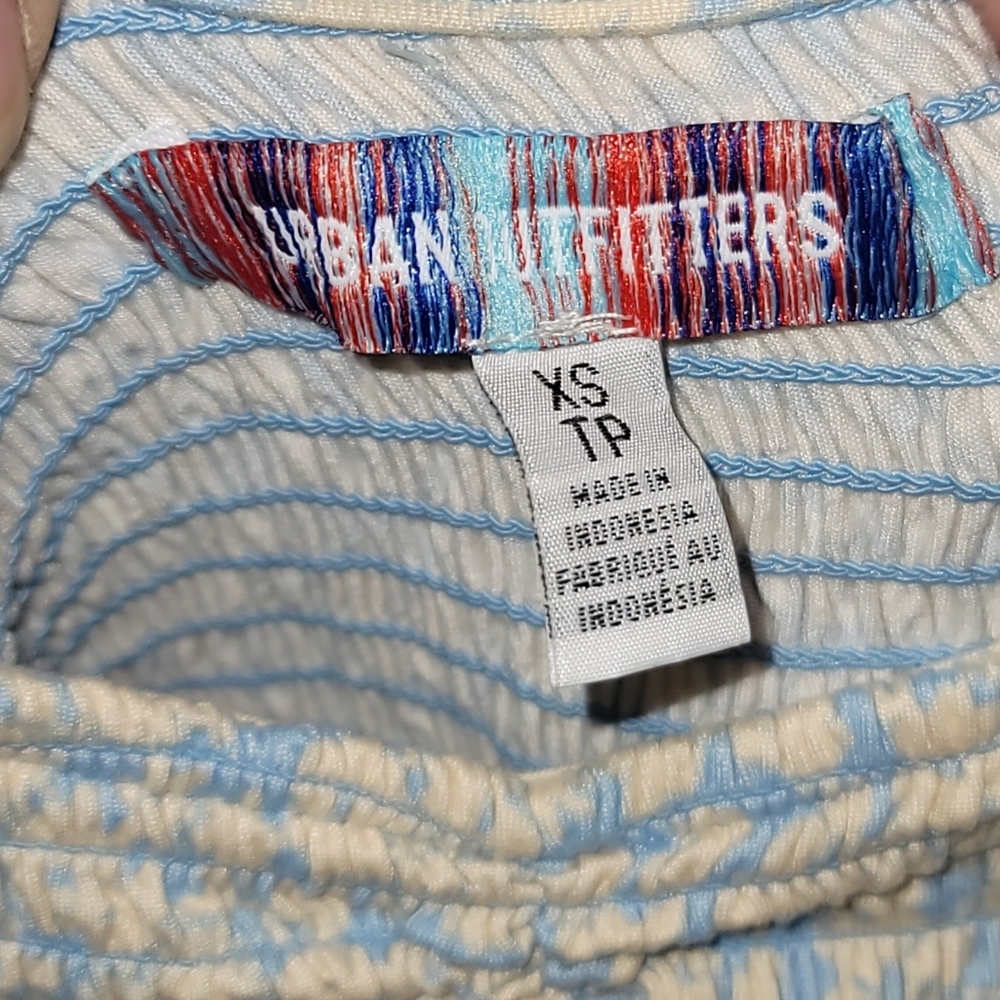 URBAN OUTFITTERS
XS
TP
MADE IN
INDONESIA
FABRIQUÉ AU
INDONÉSIA